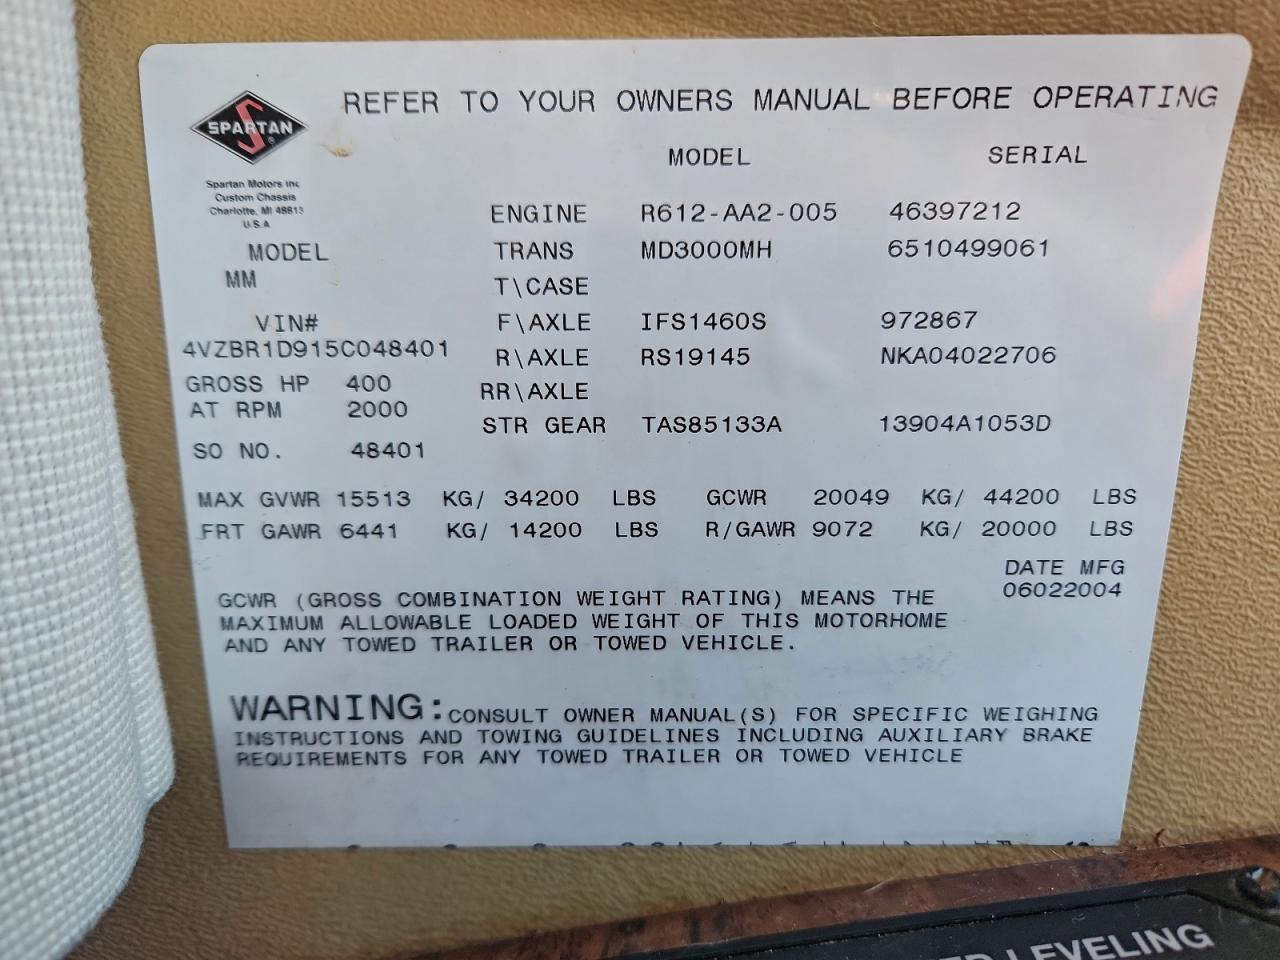 REFER TO YOUR OWNERS MANUAL BEFORE OPERATING
SPARTAN
Spartan Motors Inc
Custom Chassis
Charlotte, MI 48813
U.S.A
MODEL SERIAL
ENGINE R612-AA2-005 46397212
MODEL TRANS MD3000MH 6510499061
MM T\CASE
VIN# F\AXLE IFS1460S 972867
4VZBR1D915C048401 R\AXLE RS19145 NKA04022706
GROSS HP 400 RR\AXLE
AT RPM 2000 STR GEAR TAS85133A 13904A1053D
SO NO. 48401
MAX GVWR 15513 KG/ 34200 LBS GCWR 20049 KG/ 44200 LBS
FRT GAWR 6441 KG/ 14200 LBS R/GAWR 9072 KG/ 20000 LBS
DATE MFG
06022004
GCWR (GROSS COMBINATION WEIGHT RATING) MEANS THE
MAXIMUM ALLOWABLE LOADED WEIGHT OF THIS MOTORHOME
AND ANY TOWED TRAILER OR TOWED VEHICLE.
WARNING: CONSULT OWNER MANUAL(S) FOR SPECIFIC WEIGHING
INSTRUCTIONS AND TOWING GUIDELINES INCLUDING AUXILIARY BRAKE
REQUIREMENTS FOR ANY TOWED TRAILER OR TOWED VEHICLE
LEVELING